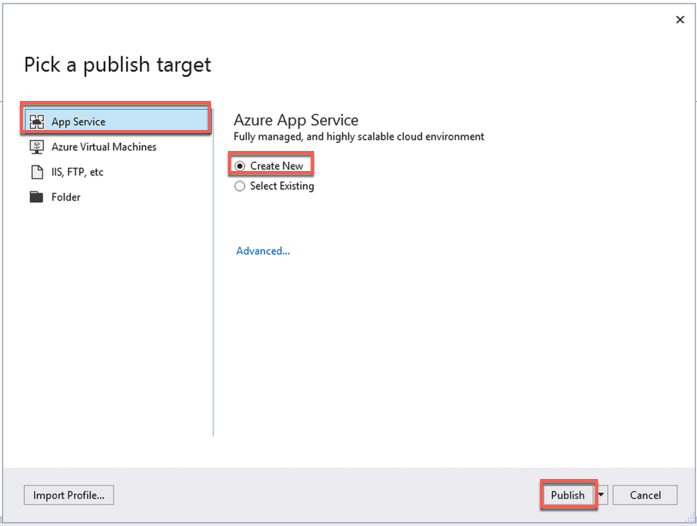 Pick a publish target
App Service
Azure Virtual Machines
IIS, FTP, etc
Folder
Azure App Service
Fully managed, and highly scalable cloud environment
Create New
Select Existing
Advanced...
Import Profile...
Publish
Cancel